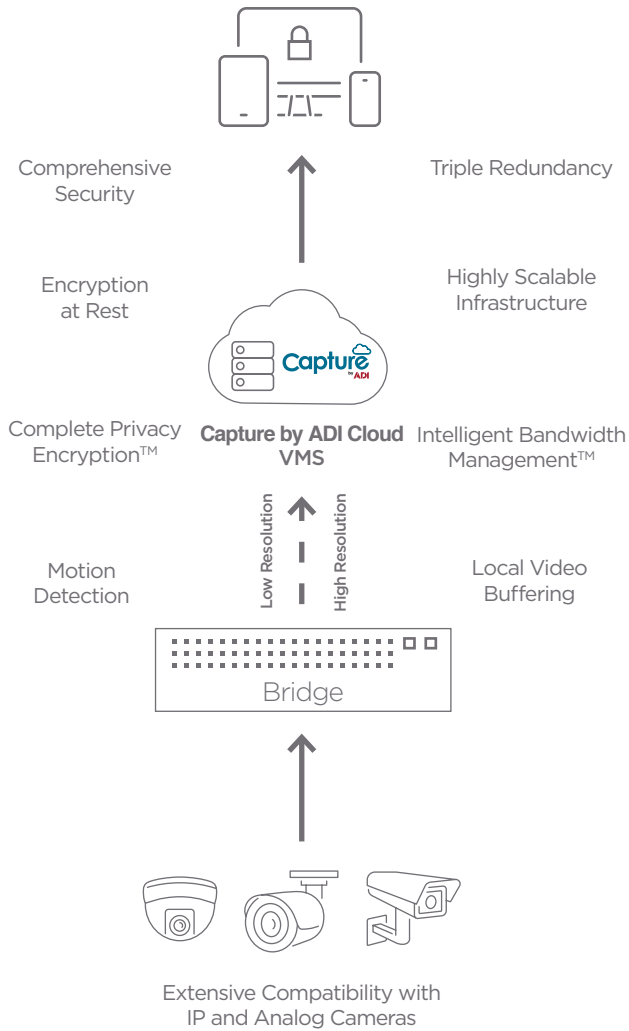 Comprehensive
Security
Triple Redundancy
Encryption
at Rest
Highly Scalable
Infrastructure
Capture
by ADI
Complete Privacy
Encryption™
Capture by ADI Cloud
VMS
Intelligent Bandwidth
Management™
Low Resolution
High Resolution
Motion
Detection
Local Video
Buffering
Bridge
Extensive Compatibility with
IP and Analog Cameras